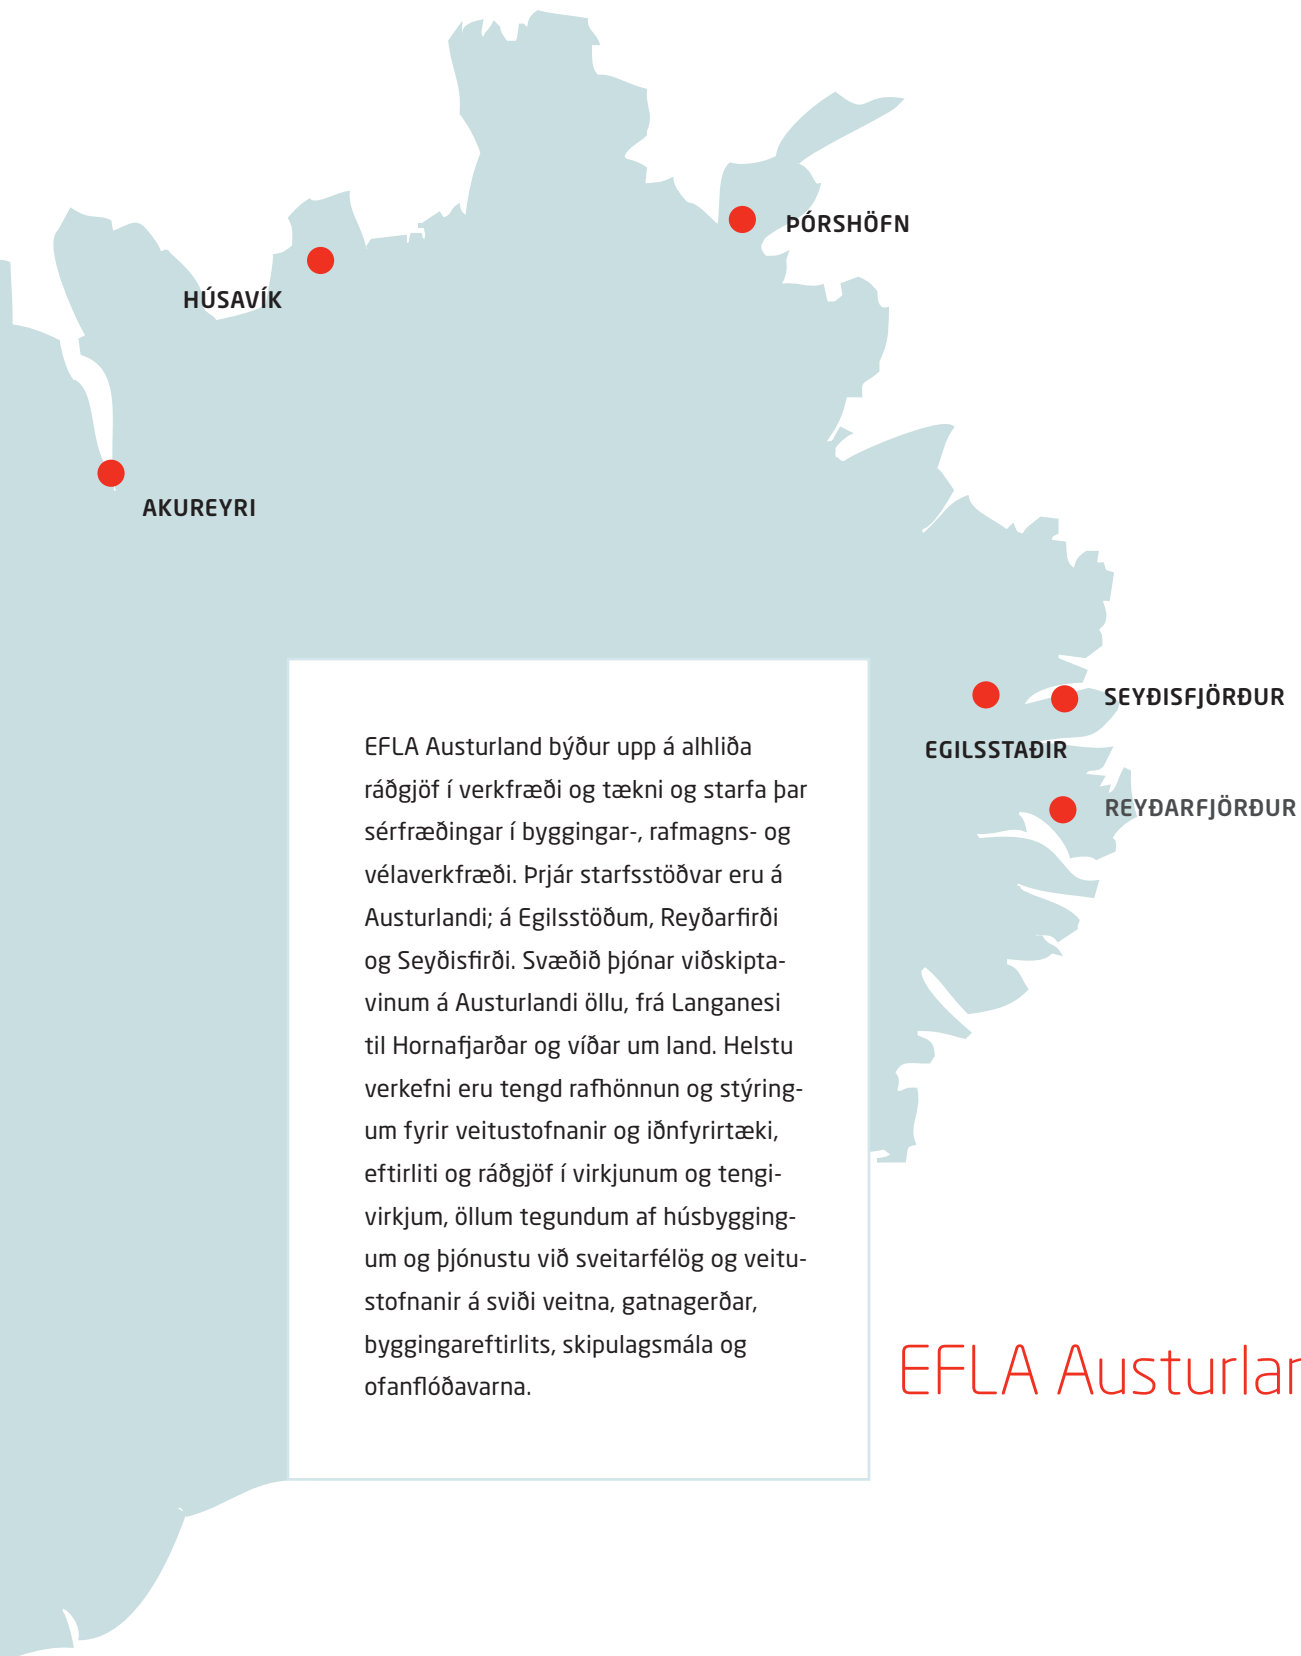 ÞÓRSHÖFN
HÚSAVÍK
AKUREYRI
SEYÐISFJÖRÐUR
EGILSSTAÐIR
REYÐARFJÖRÐUR
EFLA Austurland býður upp á alhliða
ráðgjöf í verkfræði og tækni og starfa þar
sérfræðingar í byggingar-, rafmagns- og
vélaverkfræði. Þrjár starfsstöðvar eru á
Austurlandi; á Egilsstöðum, Reyðarfirði
og Seyðisfirði. Svæðið þjónar viðskipta-
vinum á Austurlandi öllu, frá Langanesi
til Hornafjarðar og víðar um land. Helstu
verkefni eru tengd rafhönnun og stýring-
um fyrir veitustofnanir og iðnfyrirtæki,
eftirliti og ráðgjöf í virkjunum og tengi-
virkjum, öllum tegundum af húsbygging-
um og þjónustu við sveitarfélög og veitu-
stofnanir á sviði veitna, gatnagerðar,
byggingareftirlits, skipulagsmála og
ofanflóðavarna.
EFLA Austurlan